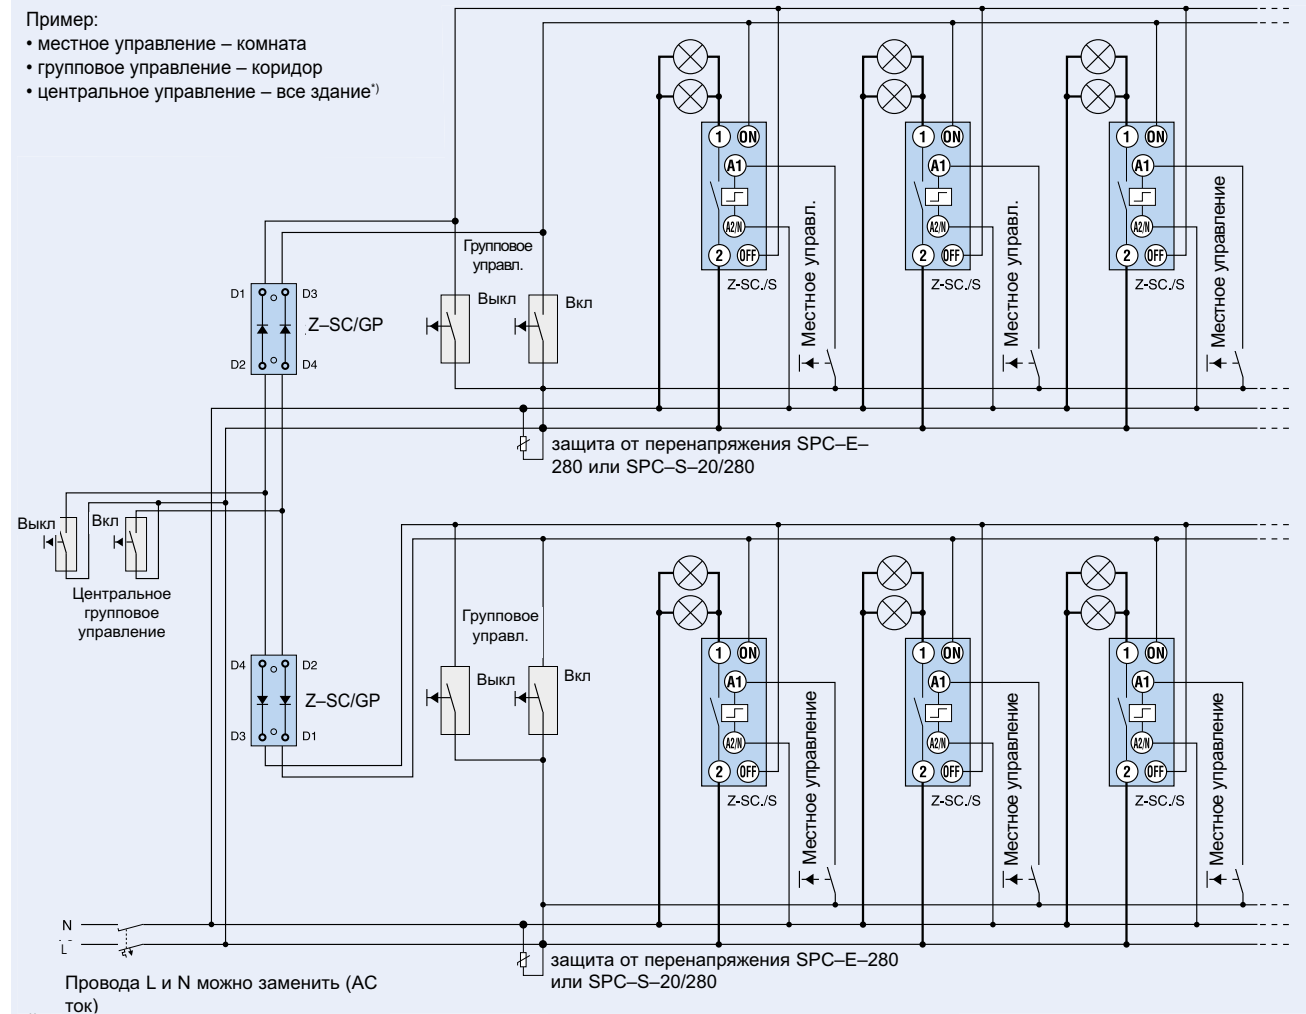 Пример:
• местное управление – комната
• групповое управление – коридор
• центральное управление – все здание*)
1 ON
A1
A2/N
2 OFF
Z-SC./S
Местное управл.
1 ON
A1
A2/N
2 OFF
Z-SC./S
Местное управл.
1 ON
A1
A2/N
2 OFF
Z-SC./S
Местное управление
Групповое
управл.
Выкл
Вкл
D1
D3
Z–SC/GP
D2
D4
защита от перенапряжения SPC–E–
280 или SPC–S–20/280
Выкл
Вкл
Центральное
групповое
управление
D4
D2
Z–SC/GP
D3
D1
Групповое
управл.
Выкл
Вкл
1 ON
A1
A2/N
2 OFF
Z-SC./S
Местное управление
1 ON
A1
A2/N
2 OFF
Z-SC./S
Местное управление
1 ON
A1
A2/N
2 OFF
Z-SC./S
Местное управление
N
L
защита от перенапряжения SPC–E–280
или SPC–S–20/280
Провода L и N можно заменить (AC
ток)